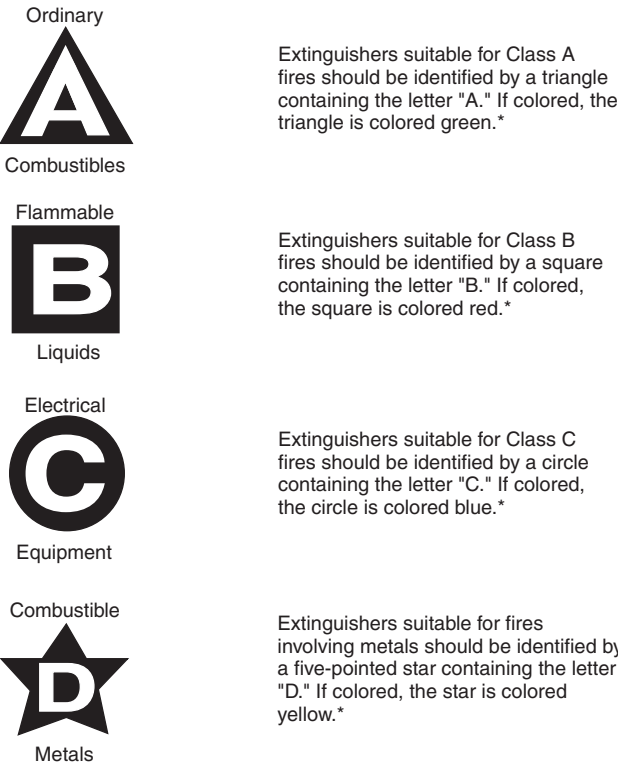 Ordinary
A
Combustibles
Extinguishers suitable for Class A
fires should be identified by a triangle
containing the letter "A." If colored, the
triangle is colored green.*
Flammable
B
Liquids
Extinguishers suitable for Class B
fires should be identified by a square
containing the letter "B." If colored,
the square is colored red.*
Electrical
C
Equipment
Extinguishers suitable for Class C
fires should be identified by a circle
containing the letter "C." If colored,
the circle is colored blue.*
Combustible
D
Metals
Extinguishers suitable for fires
involving metals should be identified by
a five-pointed star containing the letter
"D." If colored, the star is colored
yellow.*